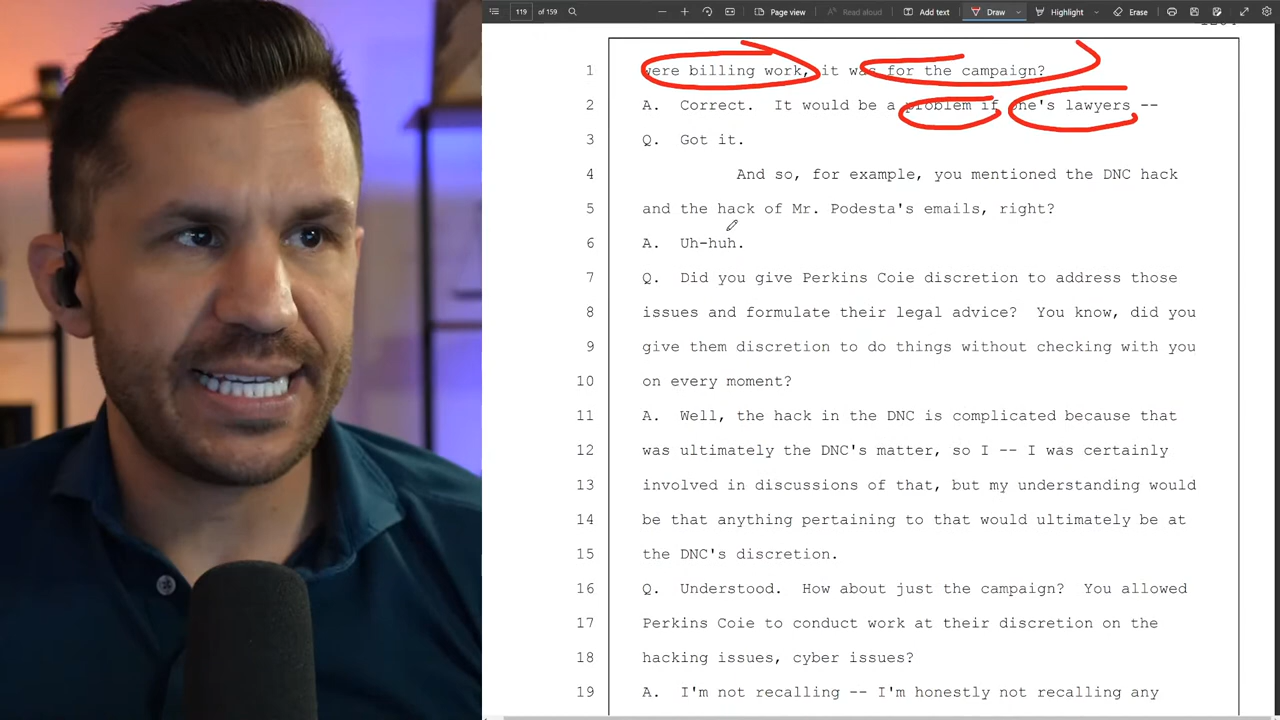 119 of 159 Page view Read aloud Add text Draw Highlight Erase
1 were billing work, it was for the campaign?
2 A. Correct. It would be a problem if one's lawyers --
3 Q. Got it.
4 And so, for example, you mentioned the DNC hack
5 and the hack of Mr. Podesta's emails, right?
6 A. Uh-huh.
7 Q. Did you give Perkins Coie discretion to address those
8 issues and formulate their legal advice? You know, did you
9 give them discretion to do things without checking with you
10 on every moment?
11 A. Well, the hack in the DNC is complicated because that
12 was ultimately the DNC's matter, so I -- I was certainly
13 involved in discussions of that, but my understanding would
14 be that anything pertaining to that would ultimately be at
15 the DNC's discretion.
16 Q. Understood. How about just the campaign? You allowed
17 Perkins Coie to conduct work at their discretion on the
18 hacking issues, cyber issues?
19 A. I'm not recalling -- I'm honestly not recalling any